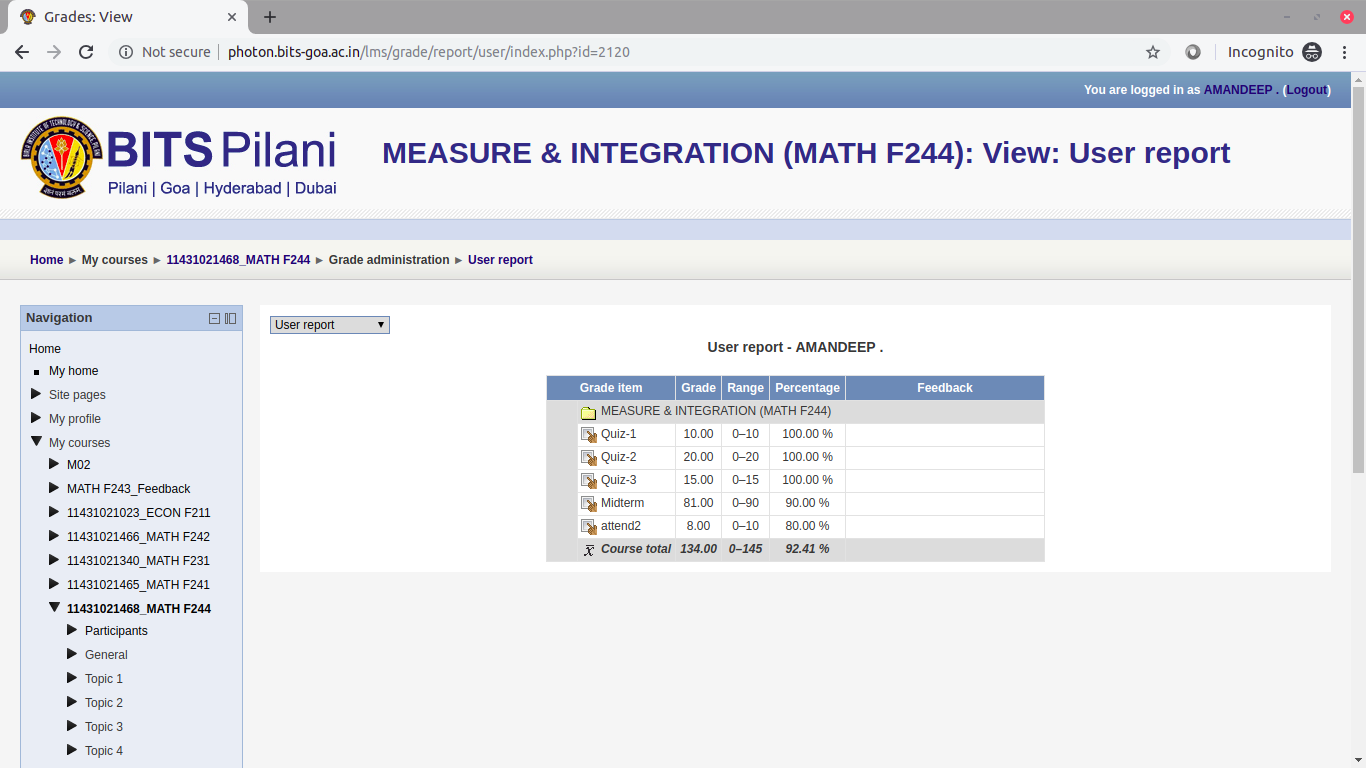 Grades: View
Not secure photon.bits-goa.ac.in/lms/grade/report/user/index.php?id=2120 Incognito
You are logged in as AMANDEEP . (Logout)
BITS Pilani
Pilani | Goa | Hyderabad | Dubai
MEASURE & INTEGRATION (MATH F244): View: User report
Home ► My courses ► 11431021468_MATH F244 ► Grade administration ► User report
Navigation
Home
My home
Site pages
My profile
My courses
M02
MATH F243_Feedback
11431021023_ECON F211
11431021466_MATH F242
11431021340_MATH F231
11431021465_MATH F241
11431021468_MATH F244
Participants
General
Topic 1
Topic 2
Topic 3
Topic 4
User report
User report - AMANDEEP .
Grade item Grade Range Percentage Feedback
MEASURE & INTEGRATION (MATH F244)
Quiz-1 10.00 0–10 100.00 %
Quiz-2 20.00 0–20 100.00 %
Quiz-3 15.00 0–15 100.00 %
Midterm 81.00 0–90 90.00 %
attend2 8.00 0–10 80.00 %
x̄ Course total 134.00 0–145 92.41 %